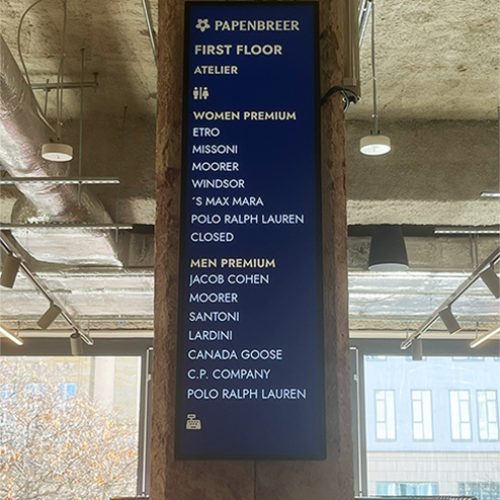 PAPENBREER
FIRST FLOOR
ATELIER
WOMEN PREMIUM
ETRO
MISSONI
MOORER
WINDSOR
´S MAX MARA
POLO RALPH LAUREN
CLOSED
MEN PREMIUM
JACOB COHEN
MOORER
SANTONI
LARDINI
CANADA GOOSE
C.P. COMPANY
POLO RALPH LAUREN